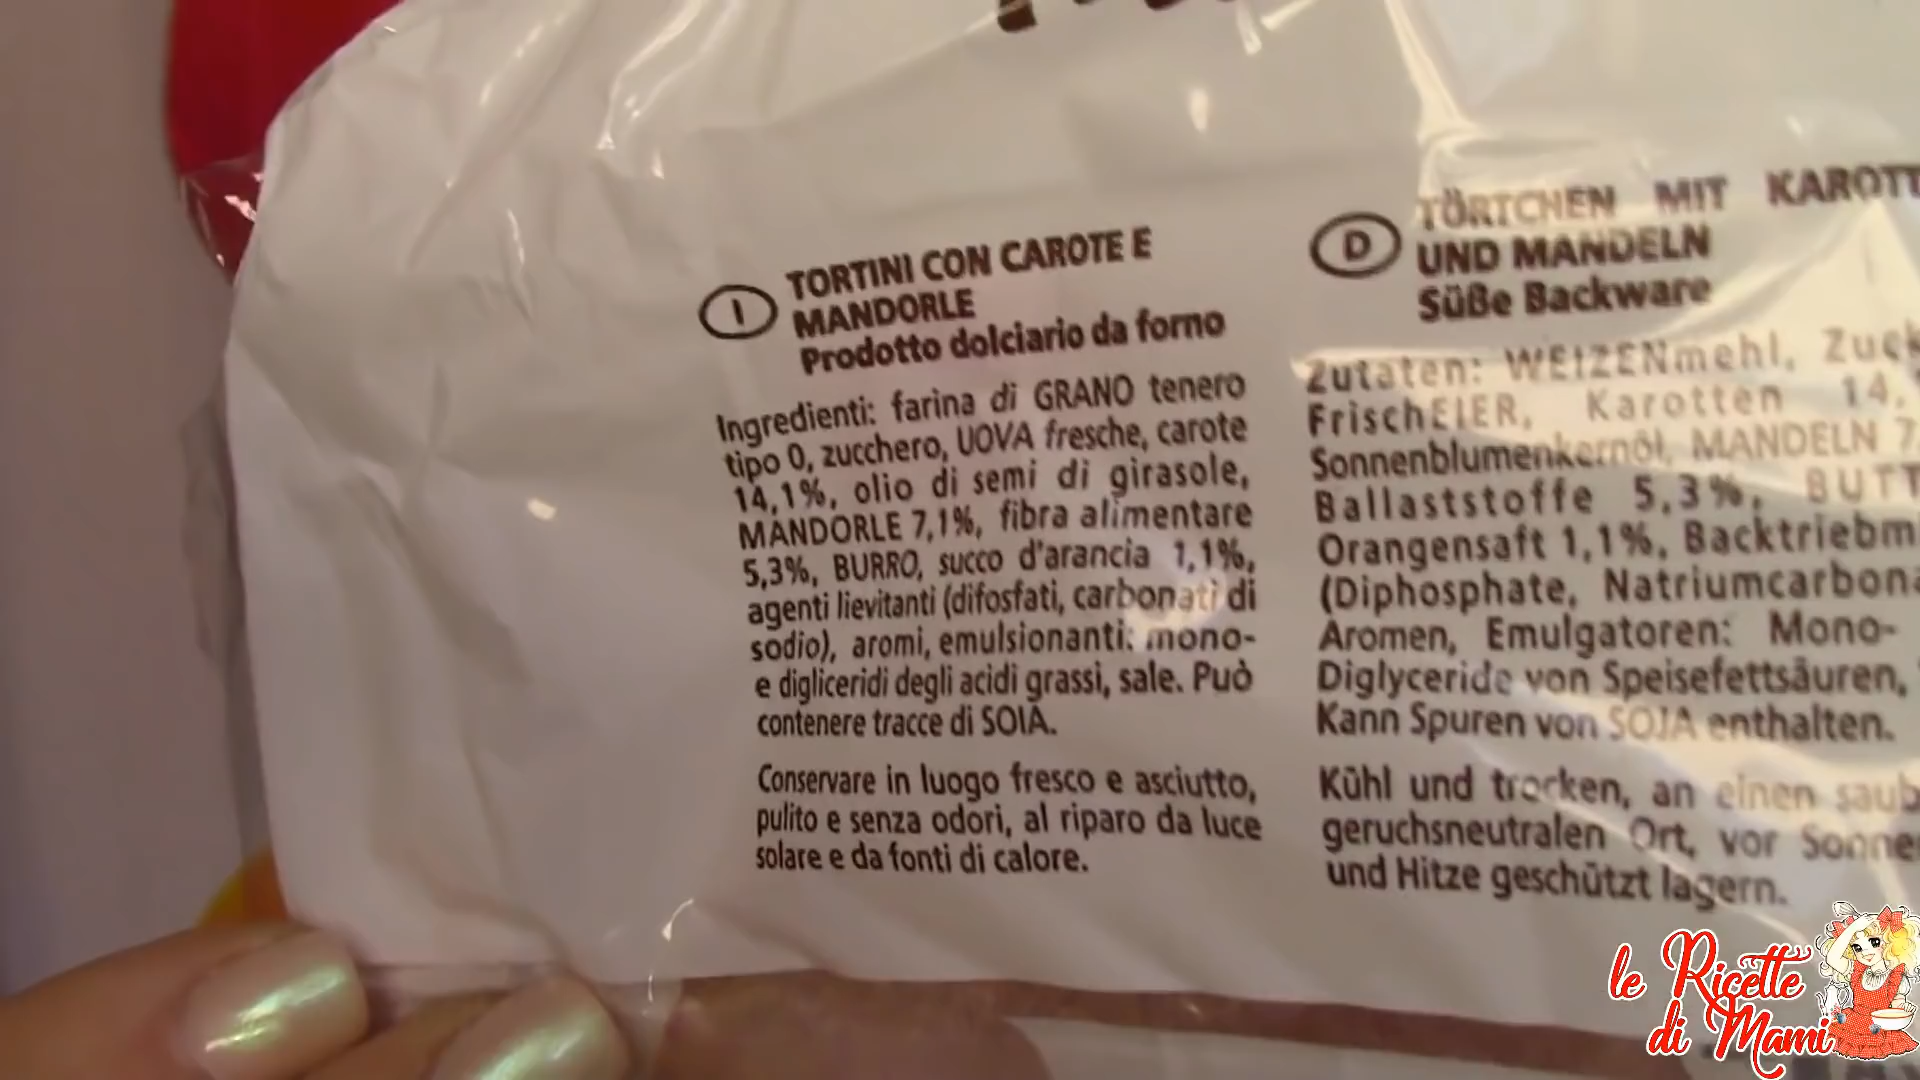 I
TORTINI CON CAROTE E
MANDORLE
Prodotto dolciario da forno
Ingredienti: farina di GRANO tenero
tipo 0, zucchero, UOVA fresche, carote
14,1%, olio di semi di girasole,
MANDORLE 7,1%, fibra alimentare
5,3%, BURRO, succo d'arancia 1,1%,
agenti lievitanti (difosfati, carbonati di
sodio), aromi, emulsionanti: mono-
e digliceridi degli acidi grassi, sale. Può
contenere tracce di SOIA.
Conservare in luogo fresco e asciutto,
pulito e senza odori, al riparo da luce
solare e da fonti di calore.
D
TÖRTCHEN MIT KAROTT
UND MANDELN
Süße Backware
Zutaten: WEIZENmehl, Zuck
FrischEIER, Karotten 14,
Sonnenblumenkernöl, MANDELN 7,
Ballaststoffe 5,3%, BUTT
Orangensaft 1,1%, Backtriebm
(Diphosphate, Natriumcarbona
Aromen, Emulgatoren: Mono-
Diglyceride von Speisefettsäuren,
Kann Spuren von SOJA enthalten.
Kühl und trocken, an einen saub
geruchsneutralen Ort, vor Sonne
und Hitze geschützt lagern.
le Ricette
di Mami